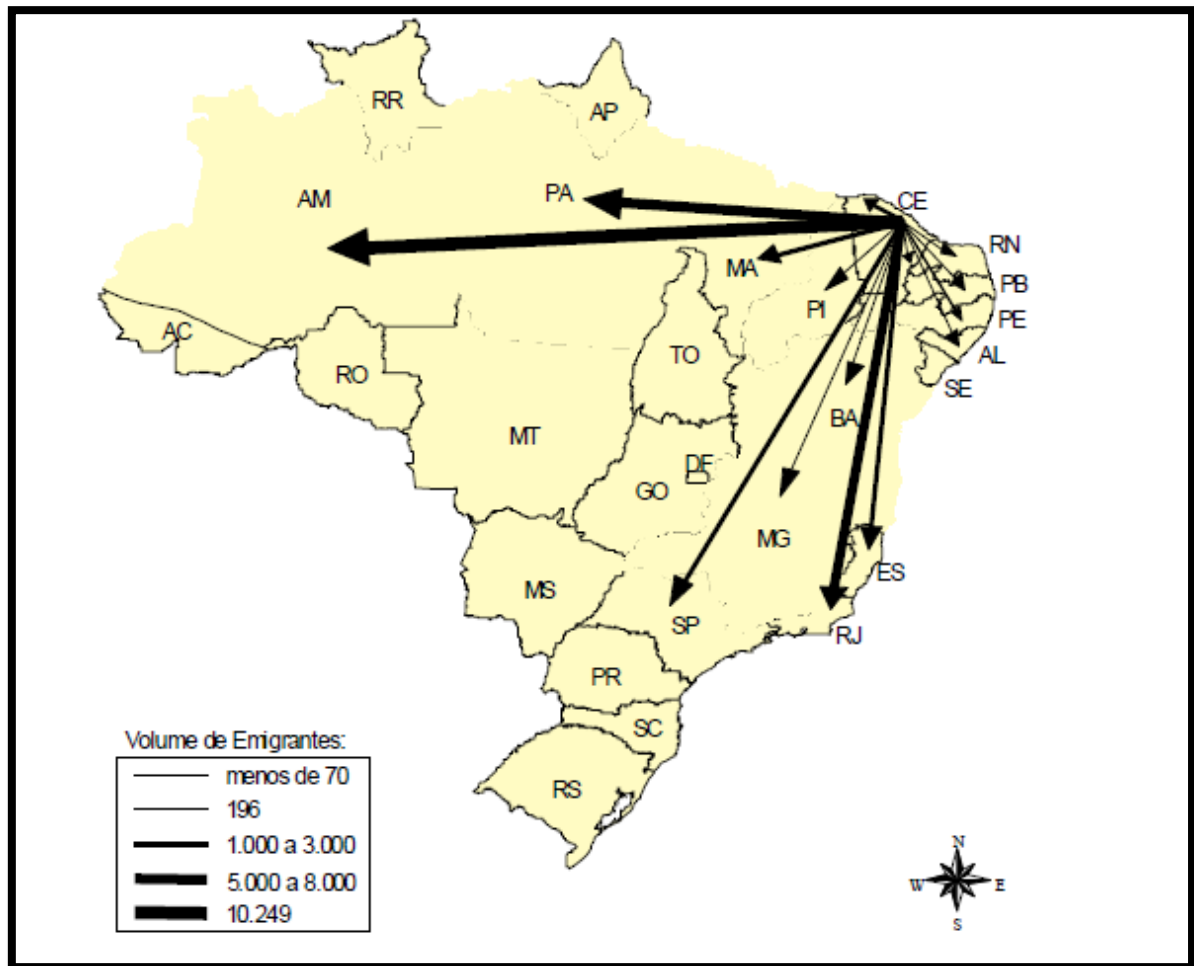 RR
AP
AM
PA
CE
RN
MA
PB
PI
PE
AC
TO
AL
RO
SE
BA
MT
DF
GO
MG
ES
MS
SP
RJ
PR
SC
RS
Volume de Emigrantes:
menos de 70
196
1.000 a 3.000
5.000 a 8.000
10.249
N
W
E
S